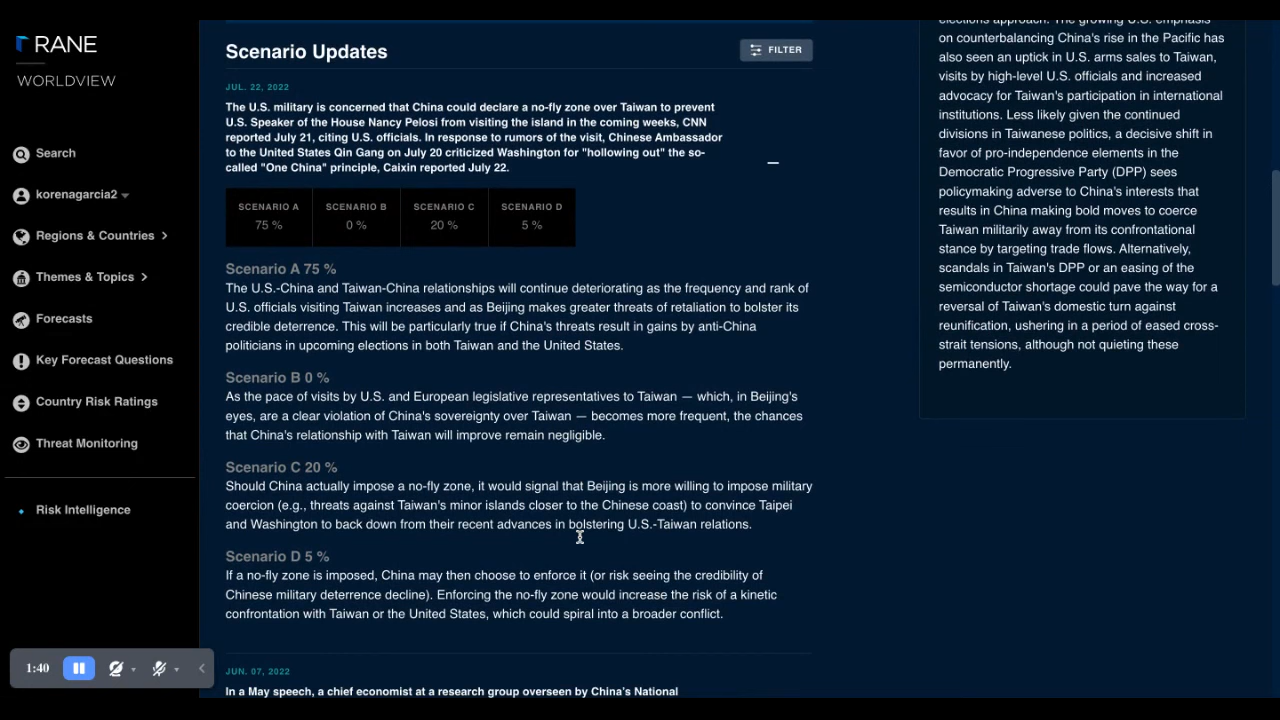 RANE
WORLDVIEW
Search
korenagarcia2
Regions & Countries
Themes & Topics
Forecasts
Key Forecast Questions
Country Risk Ratings
Threat Monitoring
Risk Intelligence
1:40
Scenario Updates
FILTER
JUL. 22, 2022
The U.S. military is concerned that China could declare a no-fly zone over Taiwan to prevent
U.S. Speaker of the House Nancy Pelosi from visiting the island in the coming weeks, CNN
reported July 21, citing U.S. officials. In response to rumors of the visit, Chinese Ambassador
to the United States Qin Gang on July 20 criticized Washington for "hollowing out" the so-
called "One China" principle, Caixin reported July 22.
SCENARIO A SCENARIO B SCENARIO C SCENARIO D
75 % 0 % 20 % 5 %
Scenario A 75 %
The U.S.-China and Taiwan-China relationships will continue deteriorating as the frequency and rank of
U.S. officials visiting Taiwan increases and as Beijing makes greater threats of retaliation to bolster its
credible deterrence. This will be particularly true if China's threats result in gains by anti-China
politicians in upcoming elections in both Taiwan and the United States.
Scenario B 0 %
As the pace of visits by U.S. and European legislative representatives to Taiwan — which, in Beijing's
eyes, are a clear violation of China's sovereignty over Taiwan — becomes more frequent, the chances
that China's relationship with Taiwan will improve remain negligible.
Scenario C 20 %
Should China actually impose a no-fly zone, it would signal that Beijing is more willing to impose military
coercion (e.g., threats against Taiwan's minor islands closer to the Chinese coast) to convince Taipei
and Washington to back down from their recent advances in bolstering U.S.-Taiwan relations.
Scenario D 5 %
If a no-fly zone is imposed, China may then choose to enforce it (or risk seeing the credibility of
Chinese military deterrence decline). Enforcing the no-fly zone would increase the risk of a kinetic
confrontation with Taiwan or the United States, which could spiral into a broader conflict.
JUN. 07, 2022
In a May speech, a chief economist at a research group overseen by China's National
elections approach. The growing U.S. emphasis
on counterbalancing China's rise in the Pacific has
also seen an uptick in U.S. arms sales to Taiwan,
visits by high-level U.S. officials and increased
advocacy for Taiwan's participation in international
institutions. Less likely given the continued
divisions in Taiwanese politics, a decisive shift in
favor of pro-independence elements in the
Democratic Progressive Party (DPP) sees
policymaking adverse to China's interests that
results in China making bold moves to coerce
Taiwan militarily away from its confrontational
stance by targeting trade flows. Alternatively,
scandals in Taiwan's DPP or an easing of the
semiconductor shortage could pave the way for a
reversal of Taiwan's domestic turn against
reunification, ushering in a period of eased cross-
strait tensions, although not quieting these
permanently.